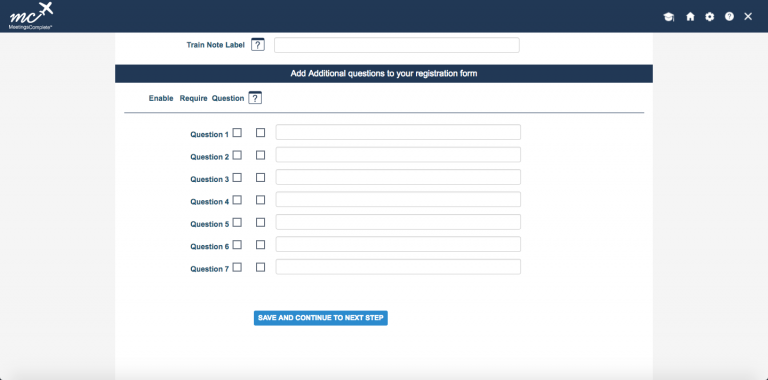 mc
MeetingsComplete
Train Note Label ?
Add Additional questions to your registration form
Enable Require Question ?
Question 1
Question 2
Question 3
Question 4
Question 5
Question 6
Question 7
SAVE AND CONTINUE TO NEXT STEP